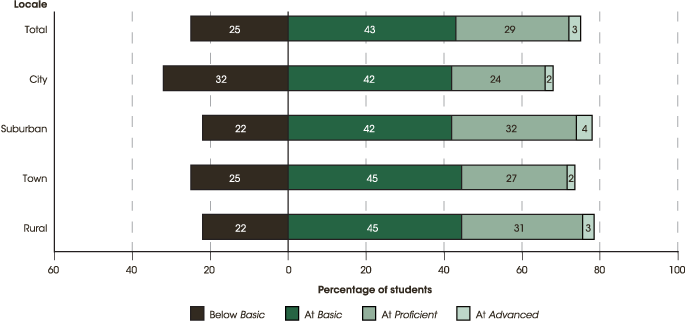 Locale
Total 25 43 29 3
City 32 42 24 2
Suburban 22 42 32 4
Town 25 45 27 2
Rural 22 45 31 3
60 40 20 0 20 40 60 80 100
Percentage of students
Below Basic At Basic At Proficient At Advanced